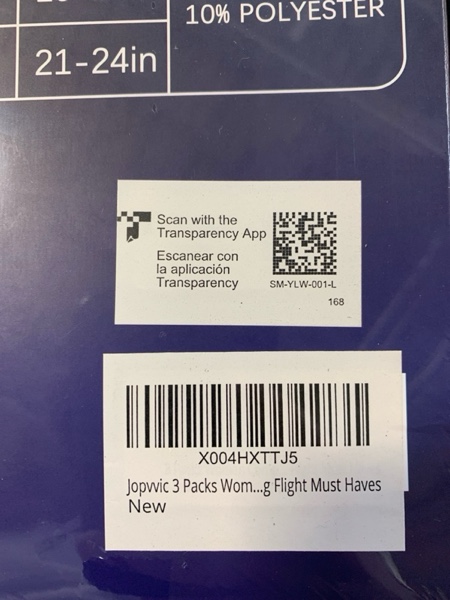 10% POLYESTER
21-24in
Scan with the
Transparency App
Escanear con
la aplicación
Transparency
SM-YLW-001-L
168
X004HXTTJ5
Jopvvic 3 Packs Wom...g Flight Must Haves
New